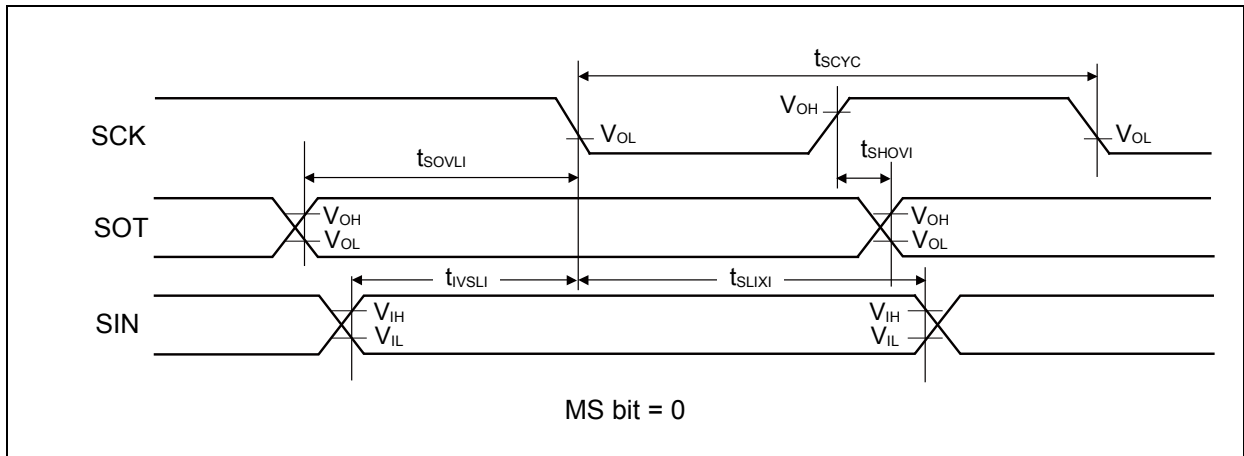 tSCYC
SCK
VOH
VOL
VOL
tSOVLI
tSHOVI
SOT
VOH
VOL
VOH
VOL
tIVSLI
tSLIXI
SIN
VIH
VIL
VIH
VIL
MS bit = 0